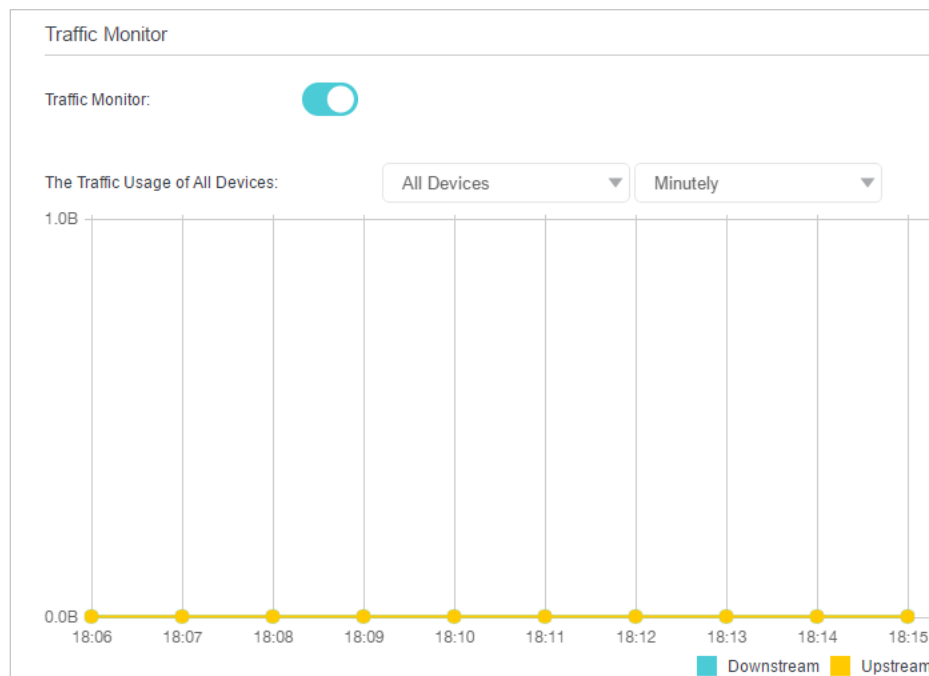 Traffic Monitor
Traffic Monitor:
The Traffic Usage of All Devices: All Devices Minutely
1.0B
0.0B
18:06 18:07 18:08 18:09 18:10 18:11 18:12 18:13 18:14 18:15
Downstream Upstream